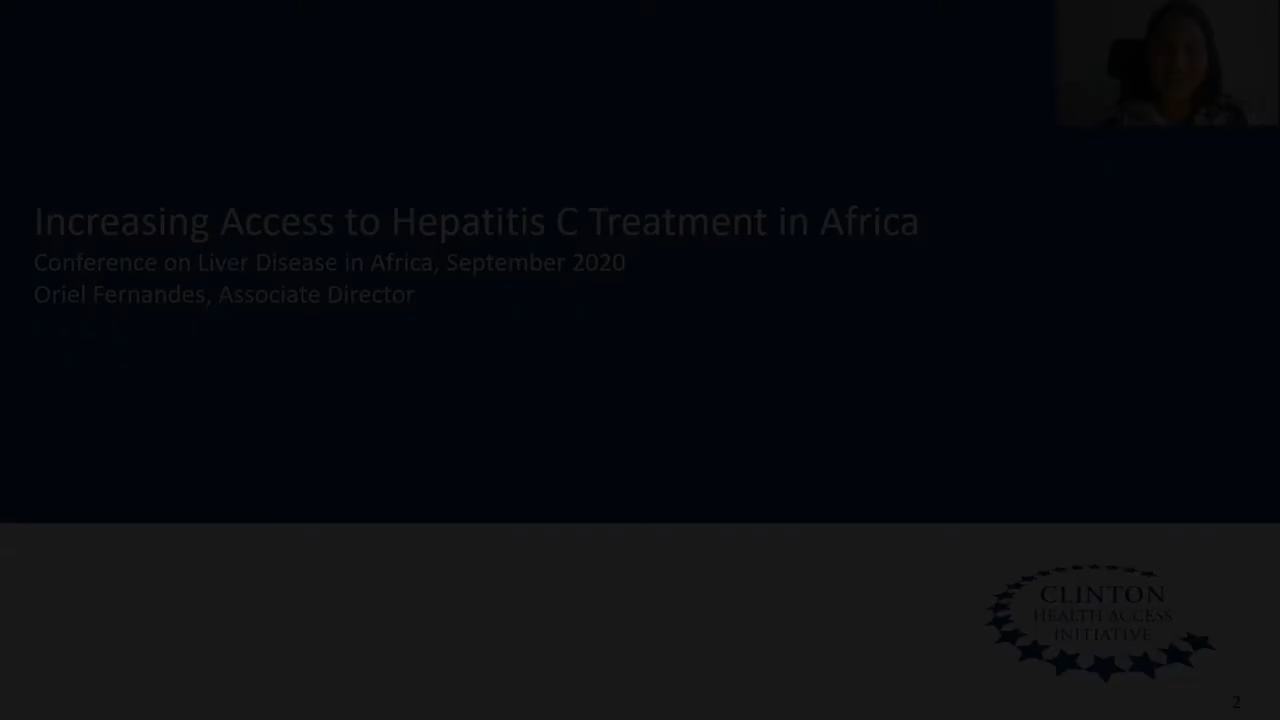 Increasing Access to Hepatitis C Treatment in Africa
Conference on Liver Disease in Africa, September 2020
Oriel Fernandes, Associate Director
CLINTON
HEALTH ACCESS
INITIATIVE
2